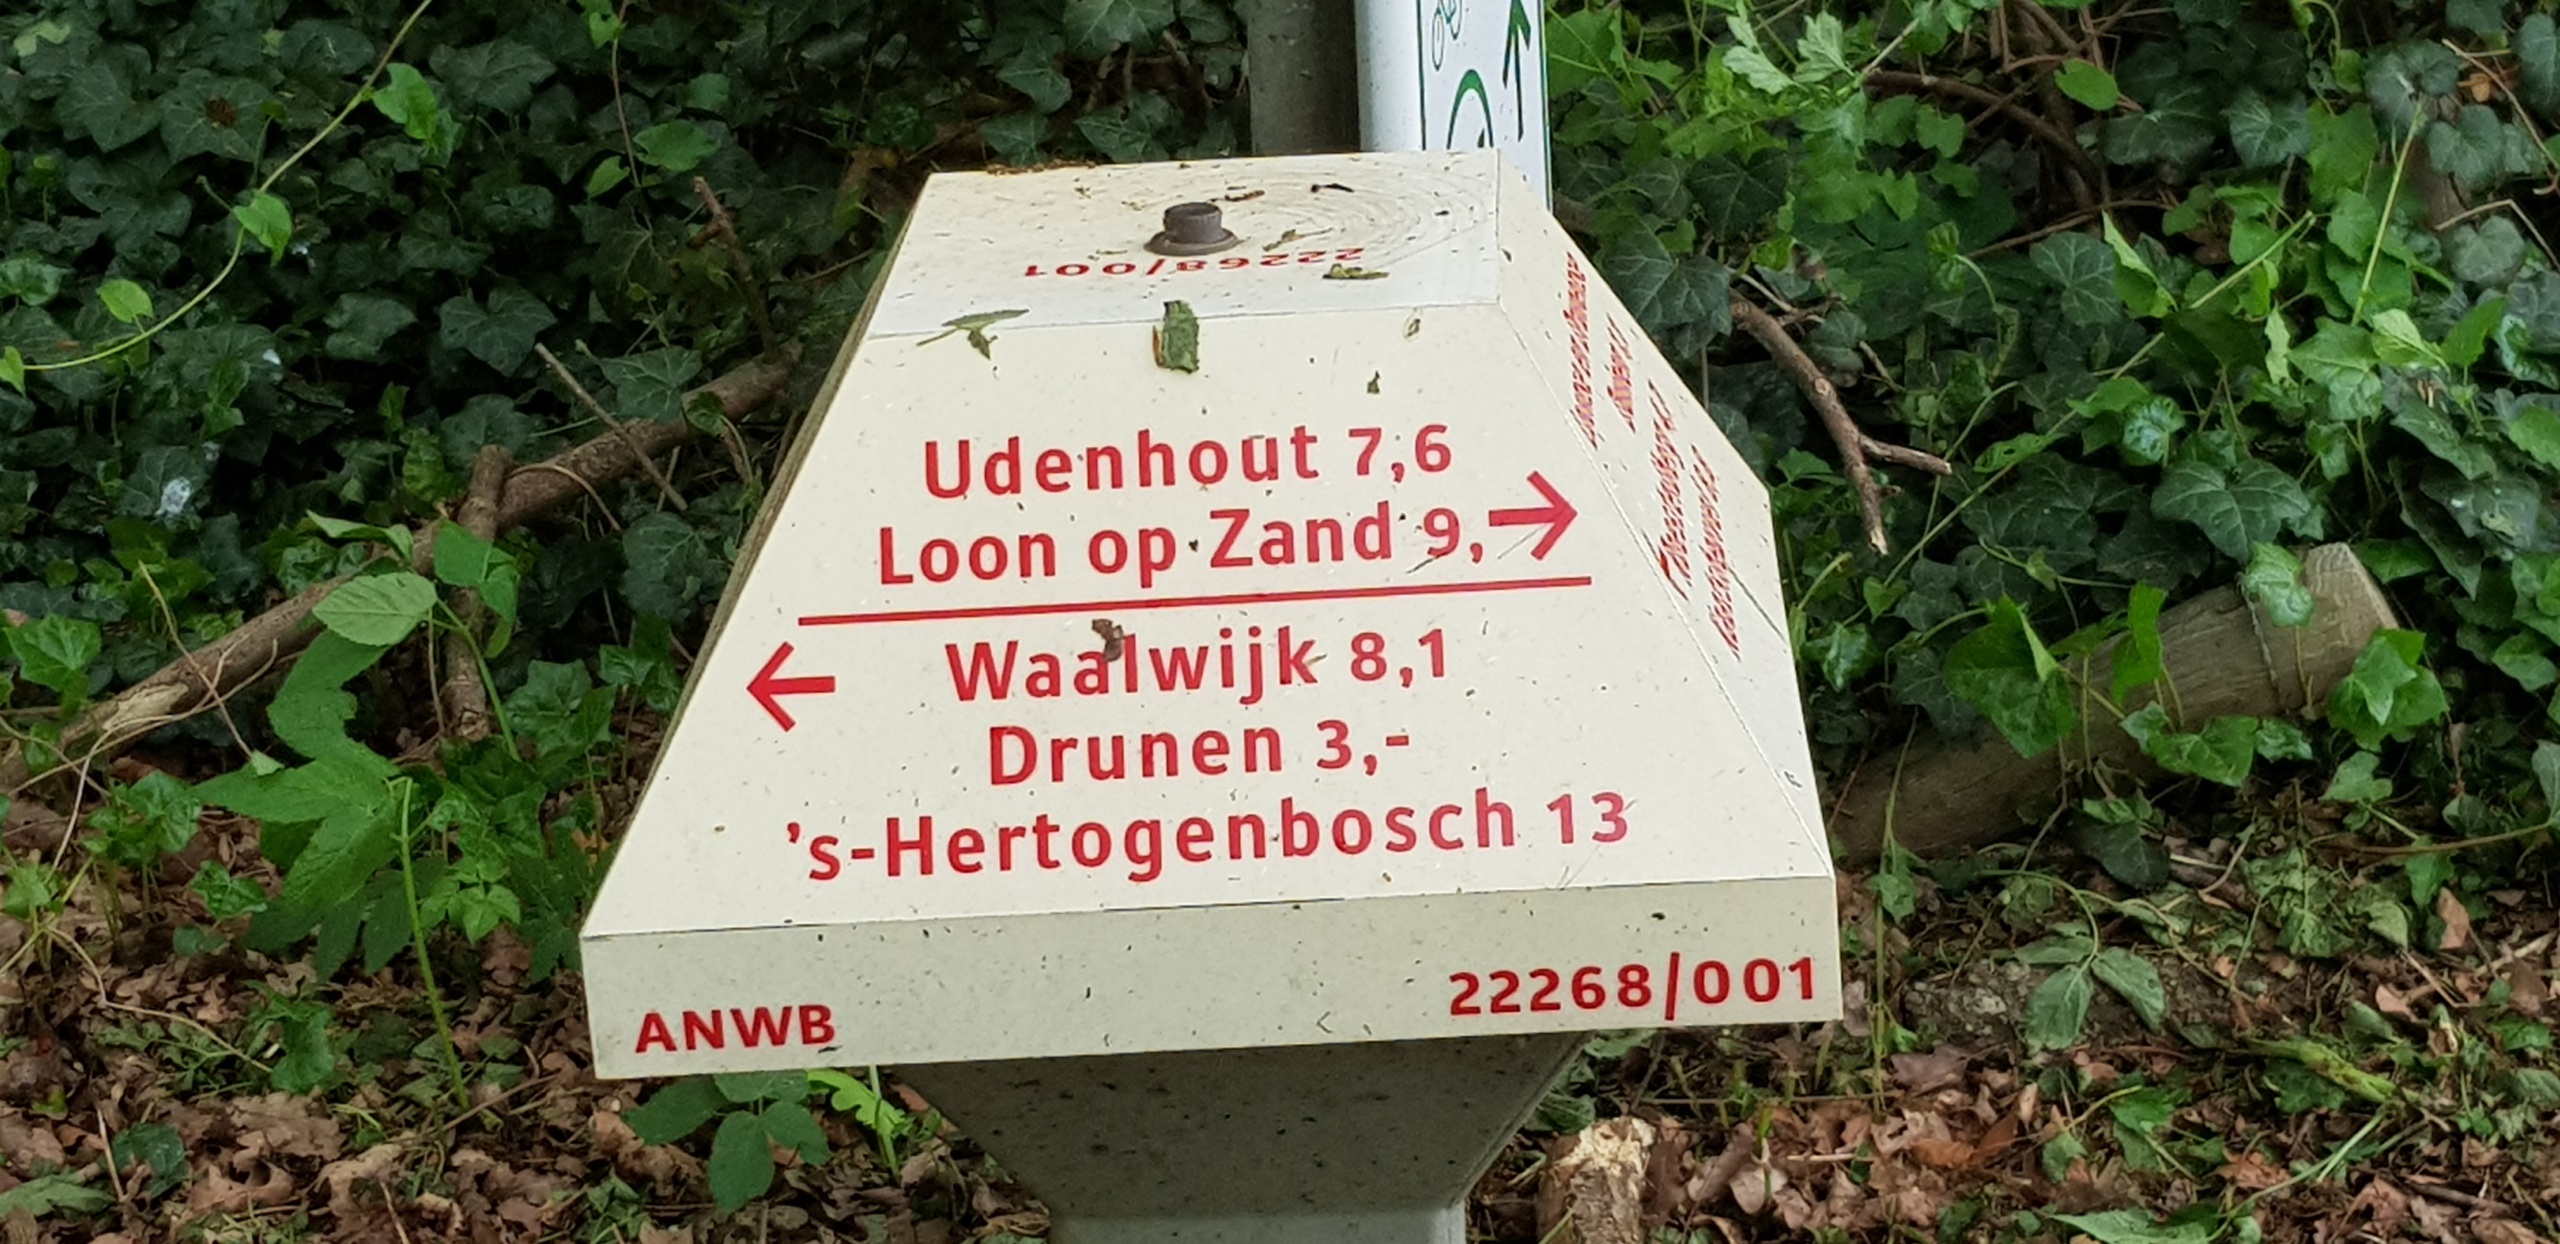 22268/001
Udenhout 7,6
Loon op Zand 9,-
Waalwijk 8,1
Drunen 3,-
's-Hertogenbosch 13
ANWB 22268/001